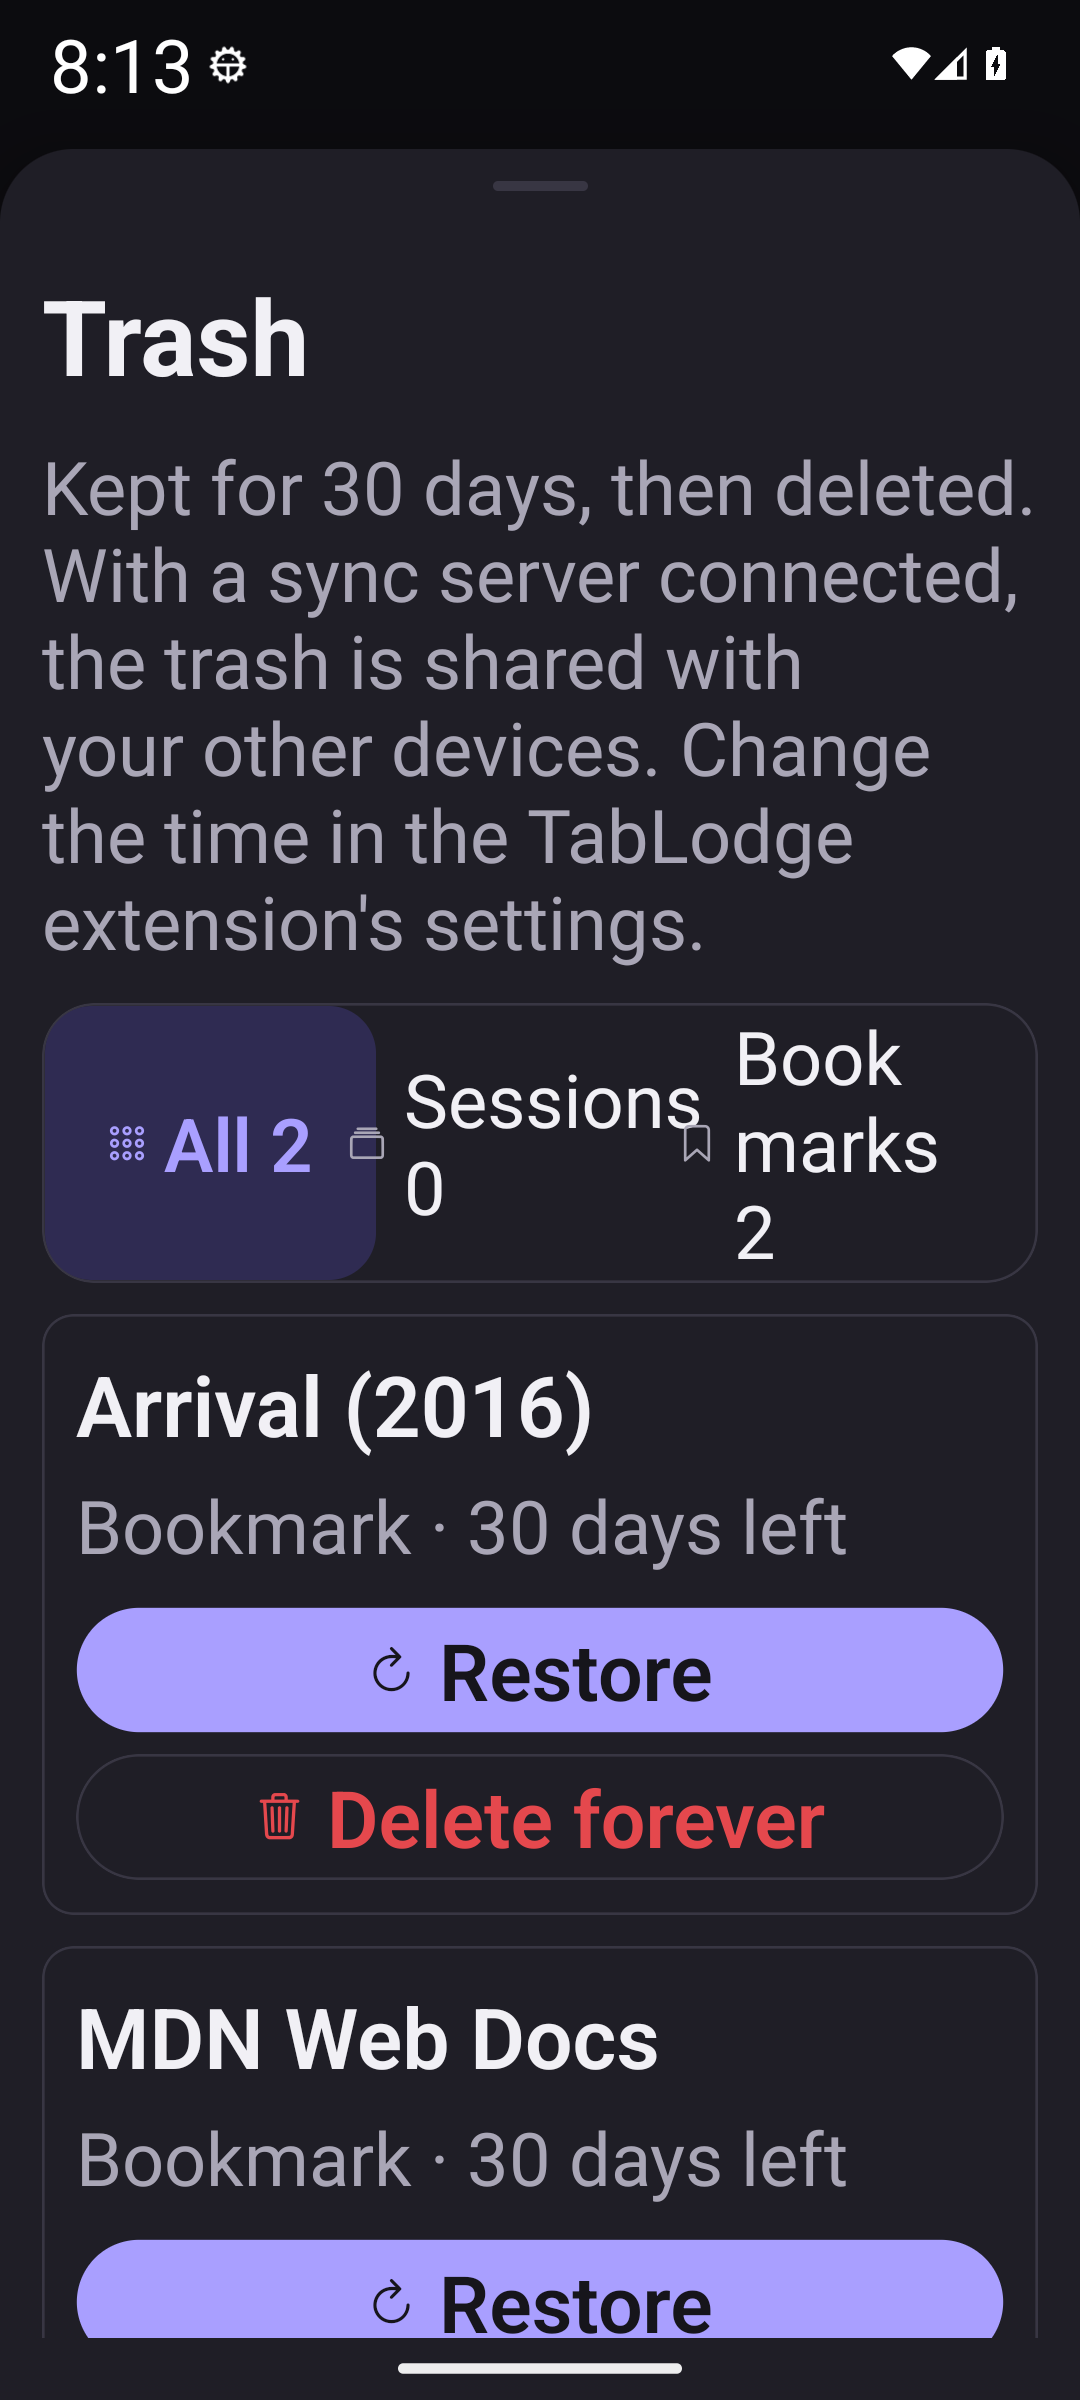 8:13
Trash
Kept for 30 days, then deleted.
With a sync server connected,
the trash is shared with
your other devices. Change
the time in the TabLodge
extension's settings.
All 2
Sessions
0
Book
marks
2
Arrival (2016)
Bookmark · 30 days left
Restore
Delete forever
MDN Web Docs
Bookmark · 30 days left
Restore